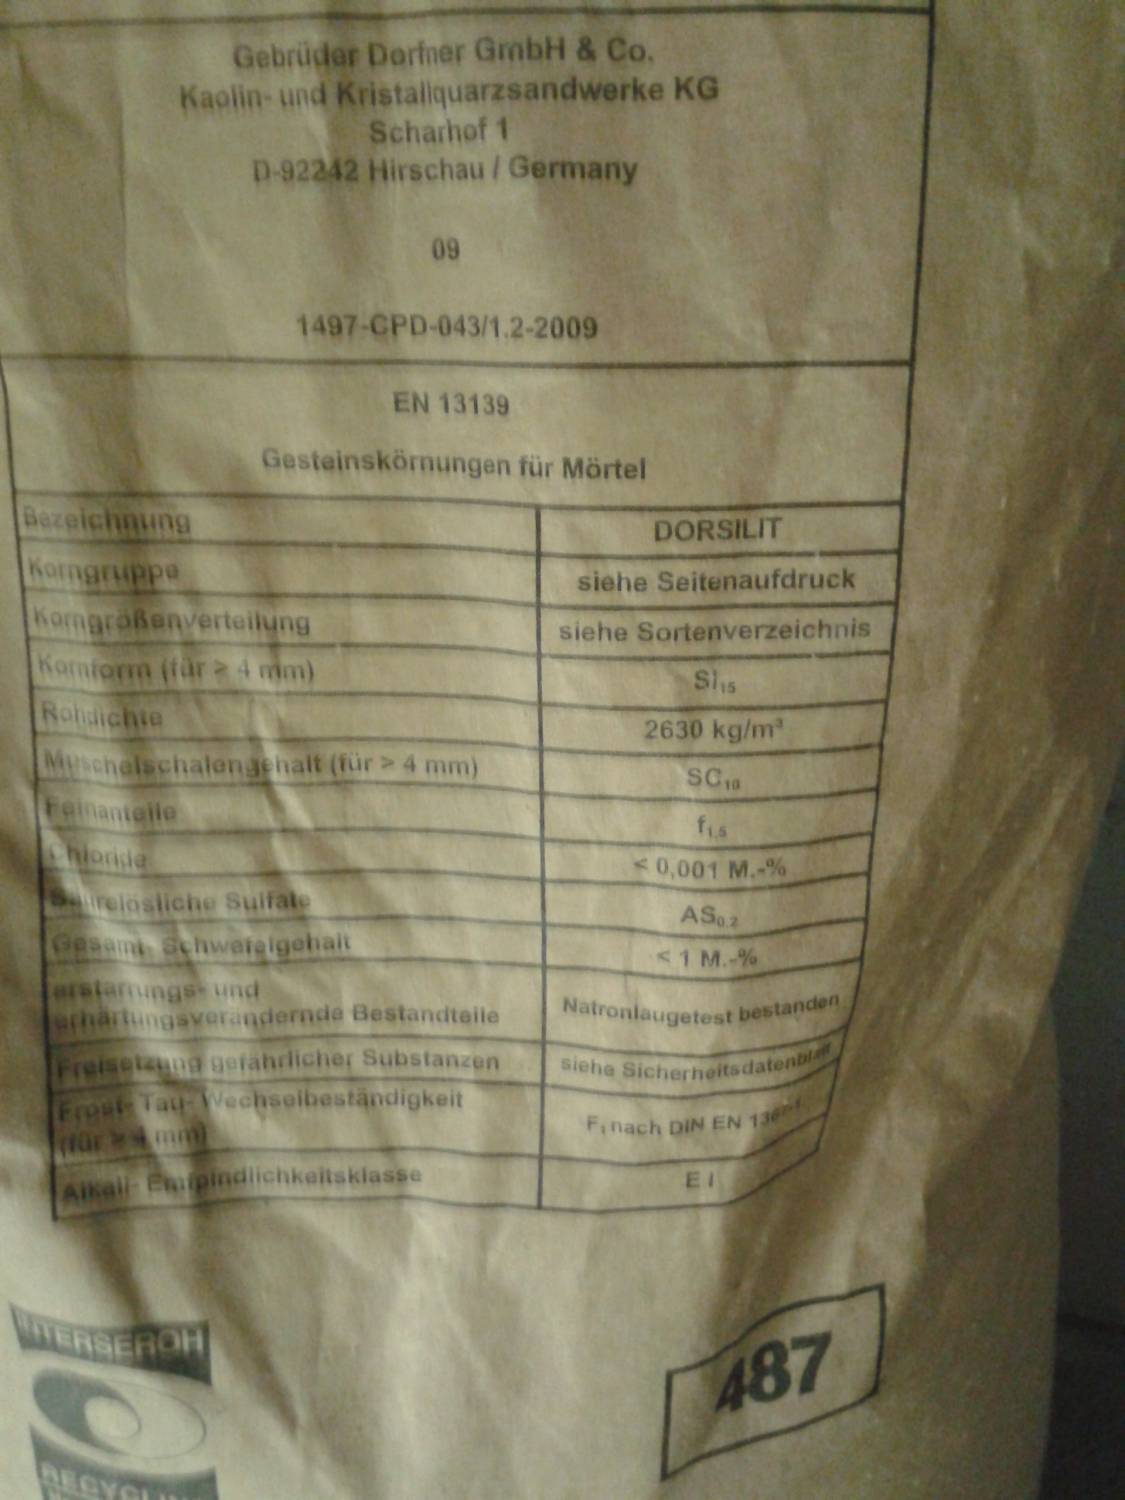 Gebrüder Dorfner GmbH & Co.
Kaolin- und Kristallquarzsandwerke KG
Scharhof 1
D-92242 Hirschau / Germany
09
1497-CPD-043/1.2-2009
EN 13139
Gesteinskörnungen für Mörtel
Bezeichnung DORSILIT
Korngruppe siehe Seitenaufdruck
Korngrößenverteilung siehe Sortenverzeichnis
Kornform (für ≥ 4 mm) SI₁₅
Rohdichte 2630 kg/m³
Muschelschalengehalt (für > 4 mm) SC₁₀
Feinanteile f₁,₅
Chloride < 0,001 M.-%
Säurelösliche Sulfate AS₀,₂
Gesamt- Schwefelgehalt < 1 M.-%
erstarrungs- und
erhärtungsverändernde Bestandteile Natronlaugetest bestanden
Freisetzung gefährlicher Substanzen siehe Sicherheitsdatenblatt
Frost- Tau- Wechselbeständigkeit
(für ≥ 4 mm) F₁ nach DIN EN
Alkali- Empfindlichkeitsklasse E I
INTERSEROH
487
RECYCLING